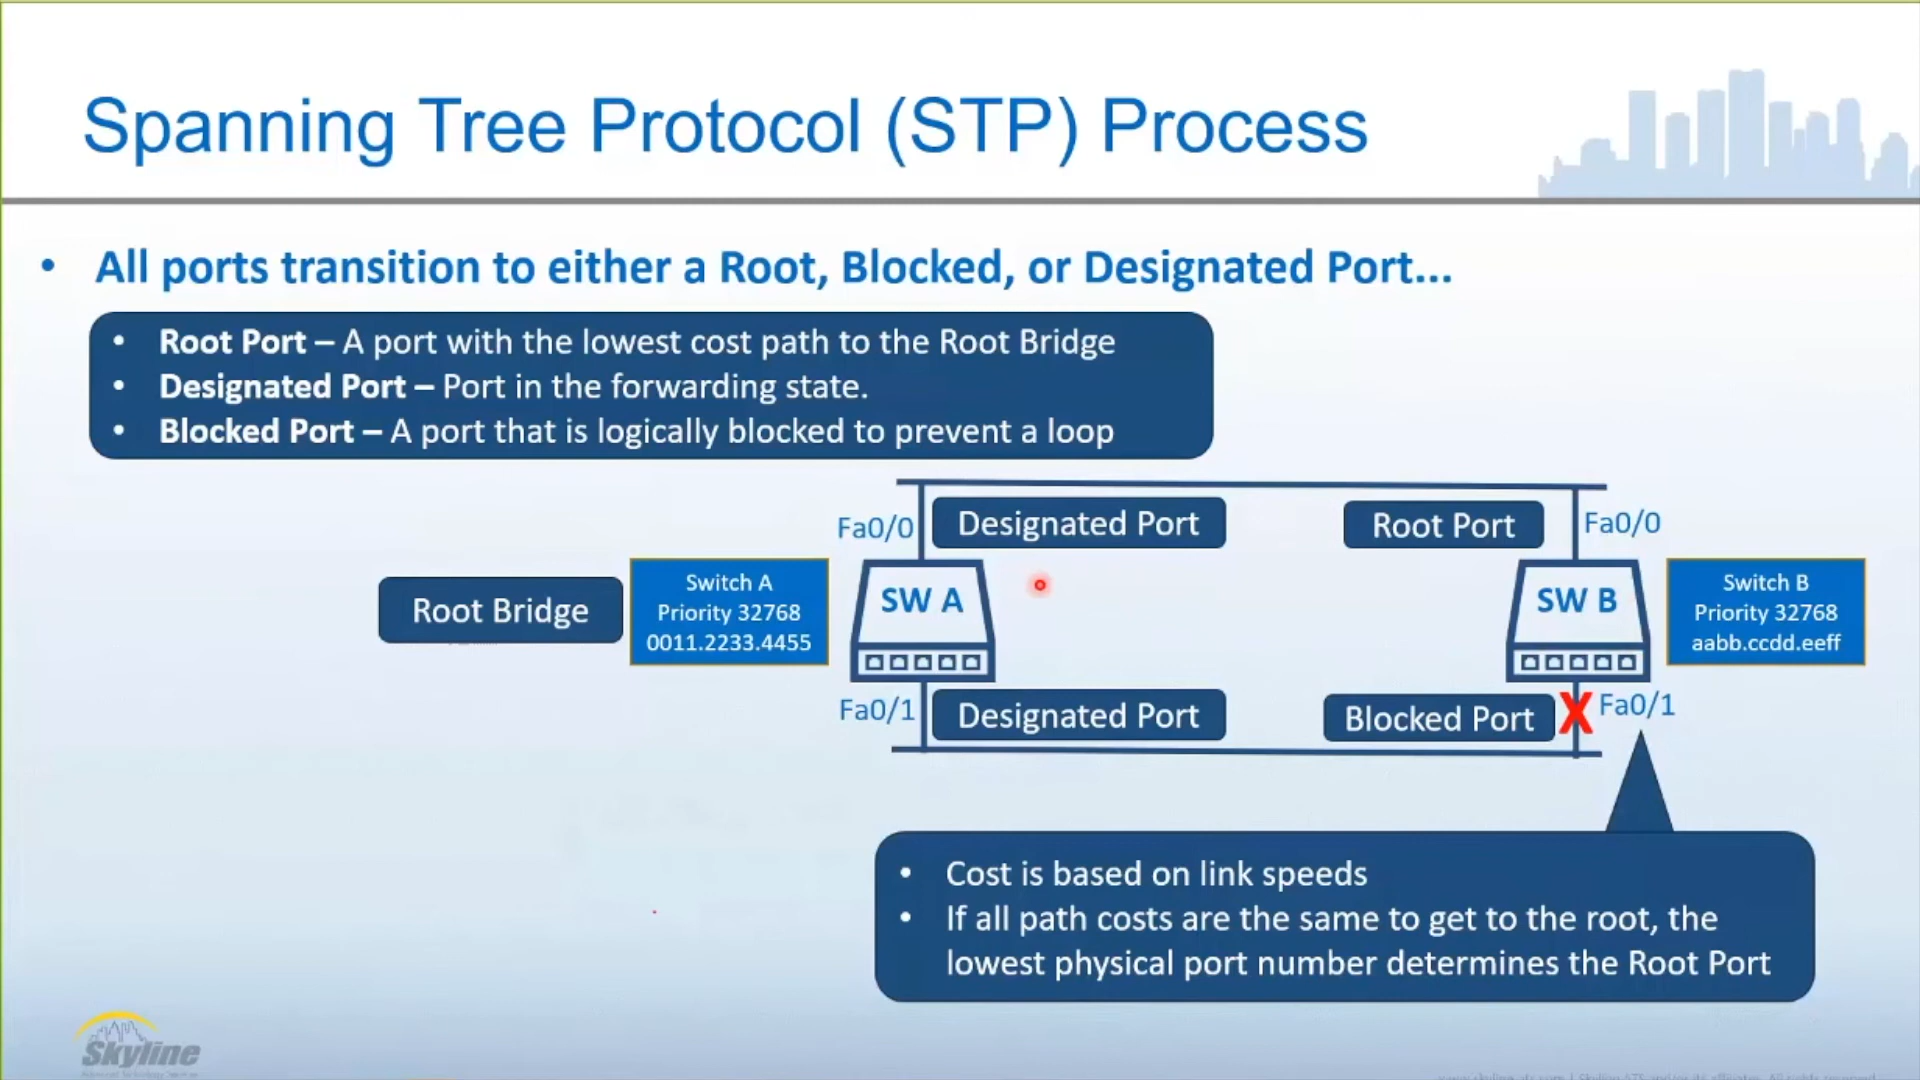 Spanning Tree Protocol (STP) Process
• All ports transition to either a Root, Blocked, or Designated Port...
• Root Port – A port with the lowest cost path to the Root Bridge
• Designated Port – Port in the forwarding state.
• Blocked Port – A port that is logically blocked to prevent a loop
Fa0/0
Designated Port
Root Port
Fa0/0
Root Bridge
Switch A
Priority 32768
0011.2233.4455
SW A
SW B
Switch B
Priority 32768
aabb.ccdd.eeff
Fa0/1
Designated Port
Blocked Port
X
Fa0/1
• Cost is based on link speeds
• If all path costs are the same to get to the root, the
lowest physical port number determines the Root Port
Skyline